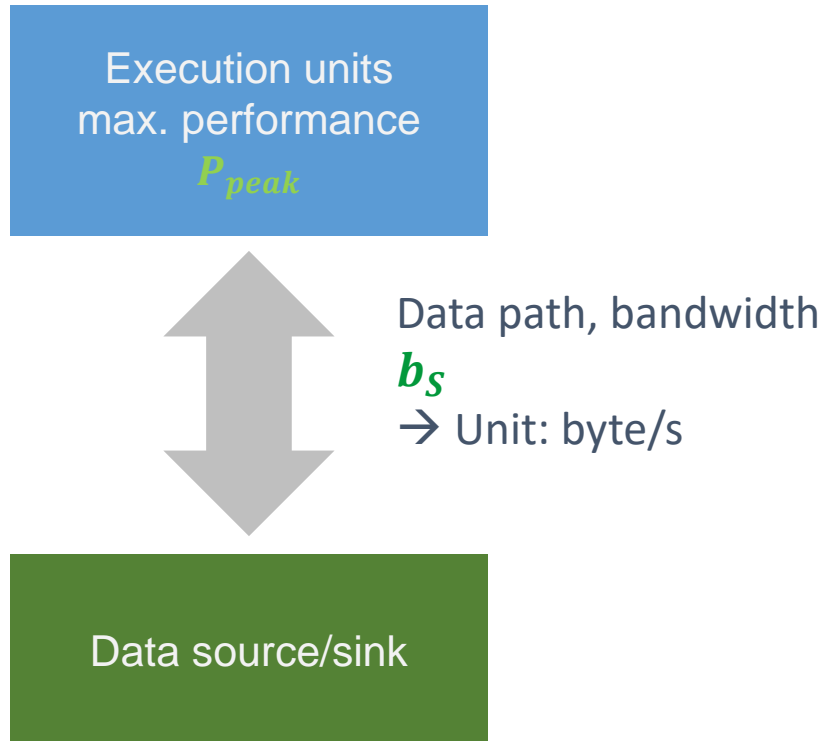 Execution units
max. performance
P_peak
Data path, bandwidth
b_S
→ Unit: byte/s
Data source/sink